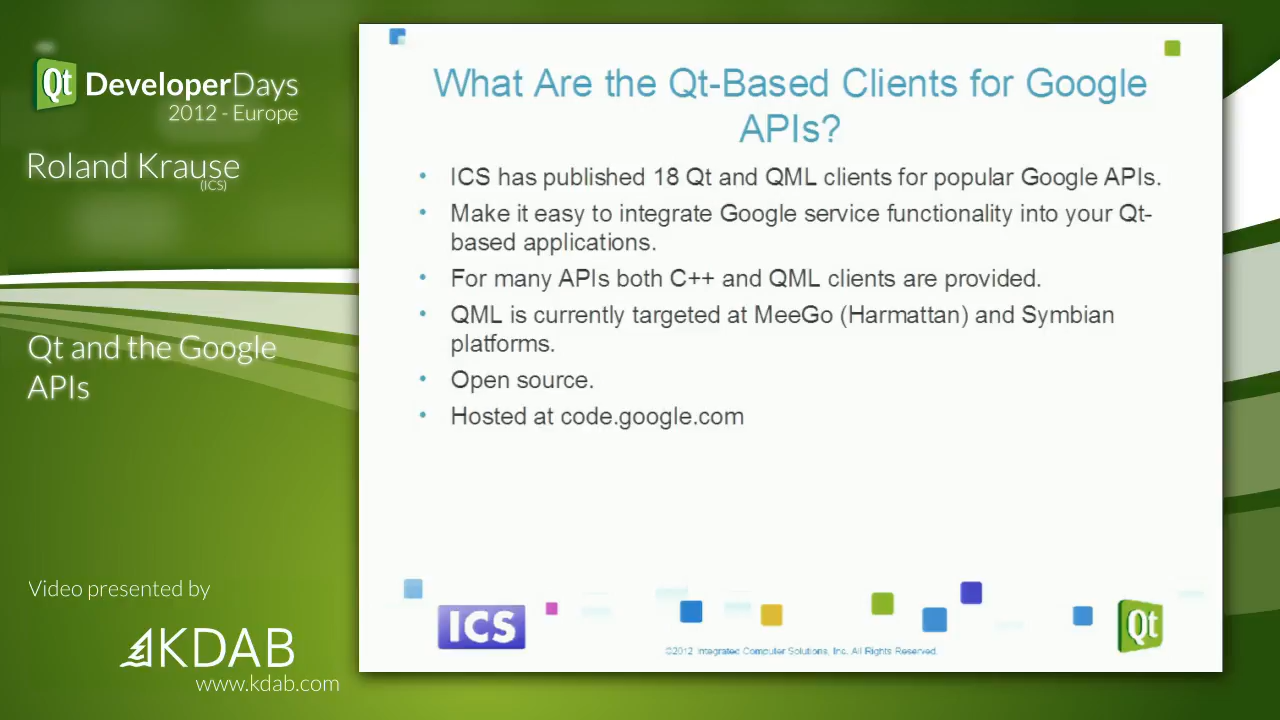 Qt DeveloperDays
2012 - Europe
Roland Krause
(ICS)
Qt and the Google
APIs
Video presented by
KDAB
www.kdab.com
What Are the Qt-Based Clients for Google
APIs?
• ICS has published 18 Qt and QML clients for popular Google APIs.
• Make it easy to integrate Google service functionality into your Qt-
based applications.
• For many APIs both C++ and QML clients are provided.
• QML is currently targeted at MeeGo (Harmattan) and Symbian
platforms.
• Open source.
• Hosted at code.google.com
ICS
©2012 Integrated Computer Solutions, Inc. All Rights Reserved.
Qt